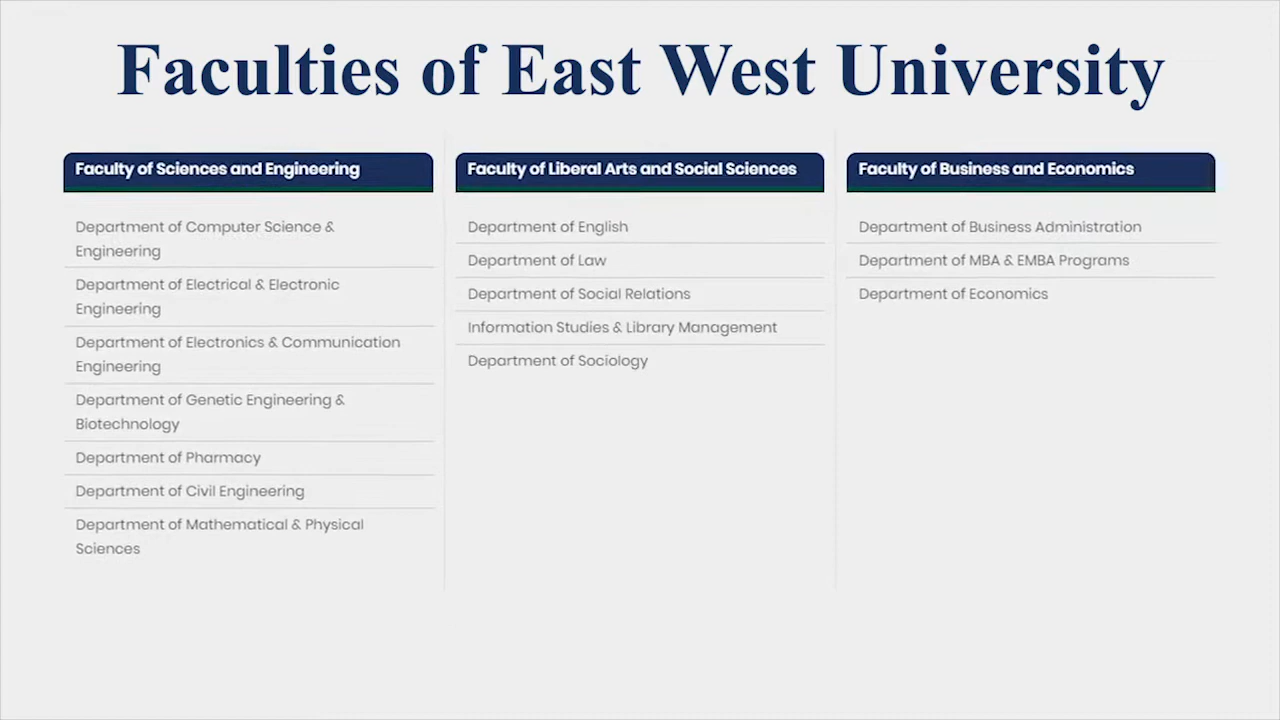 Faculties of East West University
Faculty of Sciences and Engineering
Department of Computer Science &
Engineering
Department of Electrical & Electronic
Engineering
Department of Electronics & Communication
Engineering
Department of Genetic Engineering &
Biotechnology
Department of Pharmacy
Department of Civil Engineering
Department of Mathematical & Physical
Sciences
Faculty of Liberal Arts and Social Sciences
Department of English
Department of Law
Department of Social Relations
Information Studies & Library Management
Department of Sociology
Faculty of Business and Economics
Department of Business Administration
Department of MBA & EMBA Programs
Department of Economics